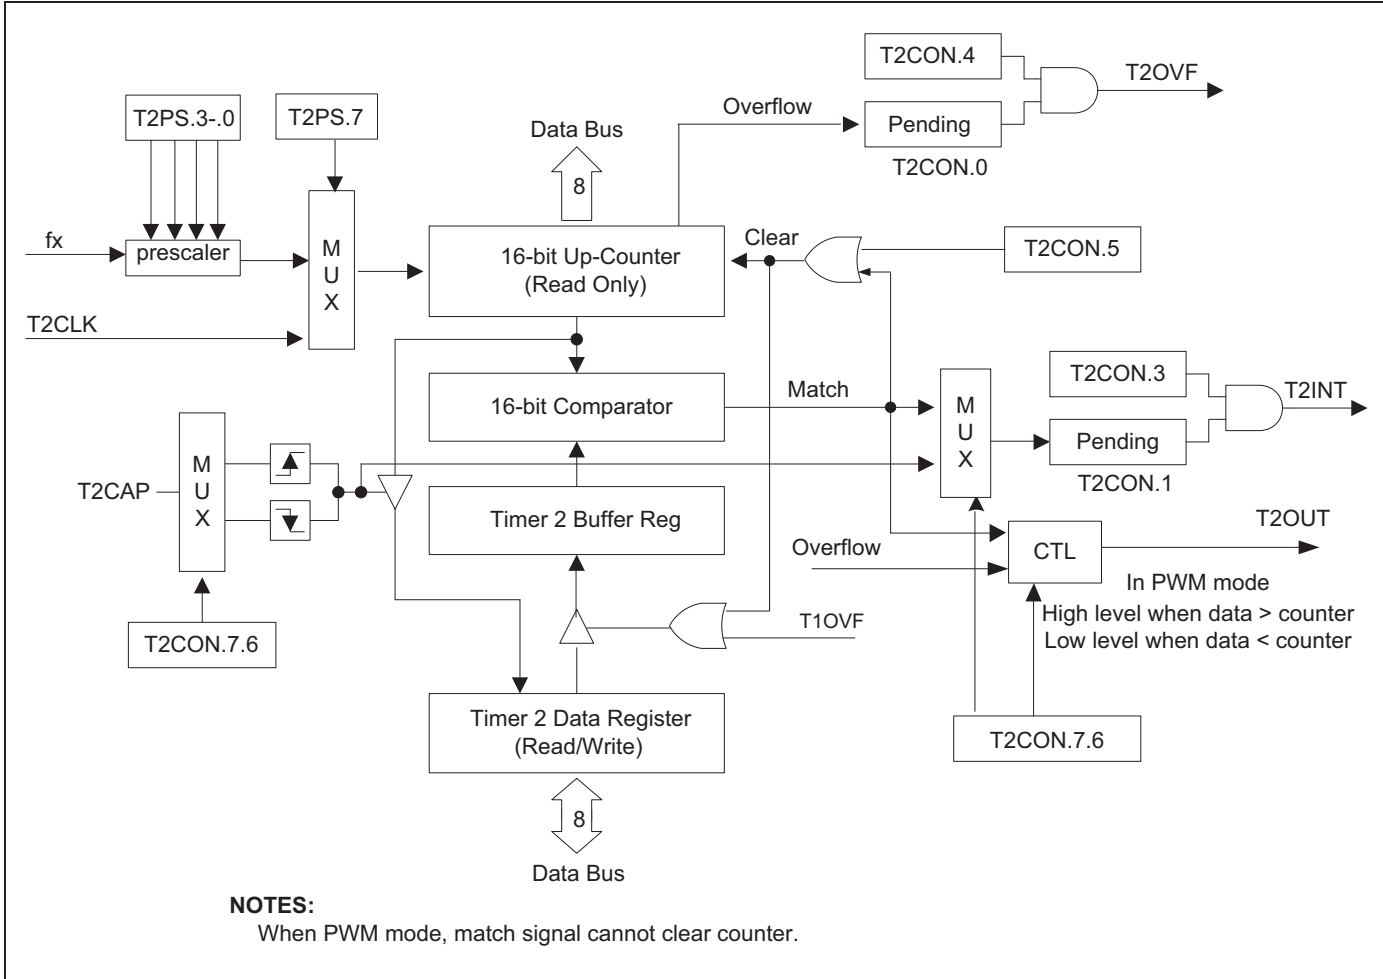 T2CON.4
T2OVF
T2PS.3-.0
T2PS.7
Overflow
Pending
Data Bus
T2CON.0
8
fx
prescaler
M
U
X
16-bit Up-Counter
(Read Only)
Clear
T2CON.5
T2CLK
T2CON.3
T2INT
16-bit Comparator
Match
M
U
X
Pending
T2CON.1
T2CAP
M
U
X
Timer 2 Buffer Reg
T2OUT
Overflow
CTL
In PWM mode
High level when data > counter
Low level when data < counter
T1OVF
T2CON.7.6
Timer 2 Data Register
(Read/Write)
T2CON.7.6
8
Data Bus
NOTES:
When PWM mode, match signal cannot clear counter.